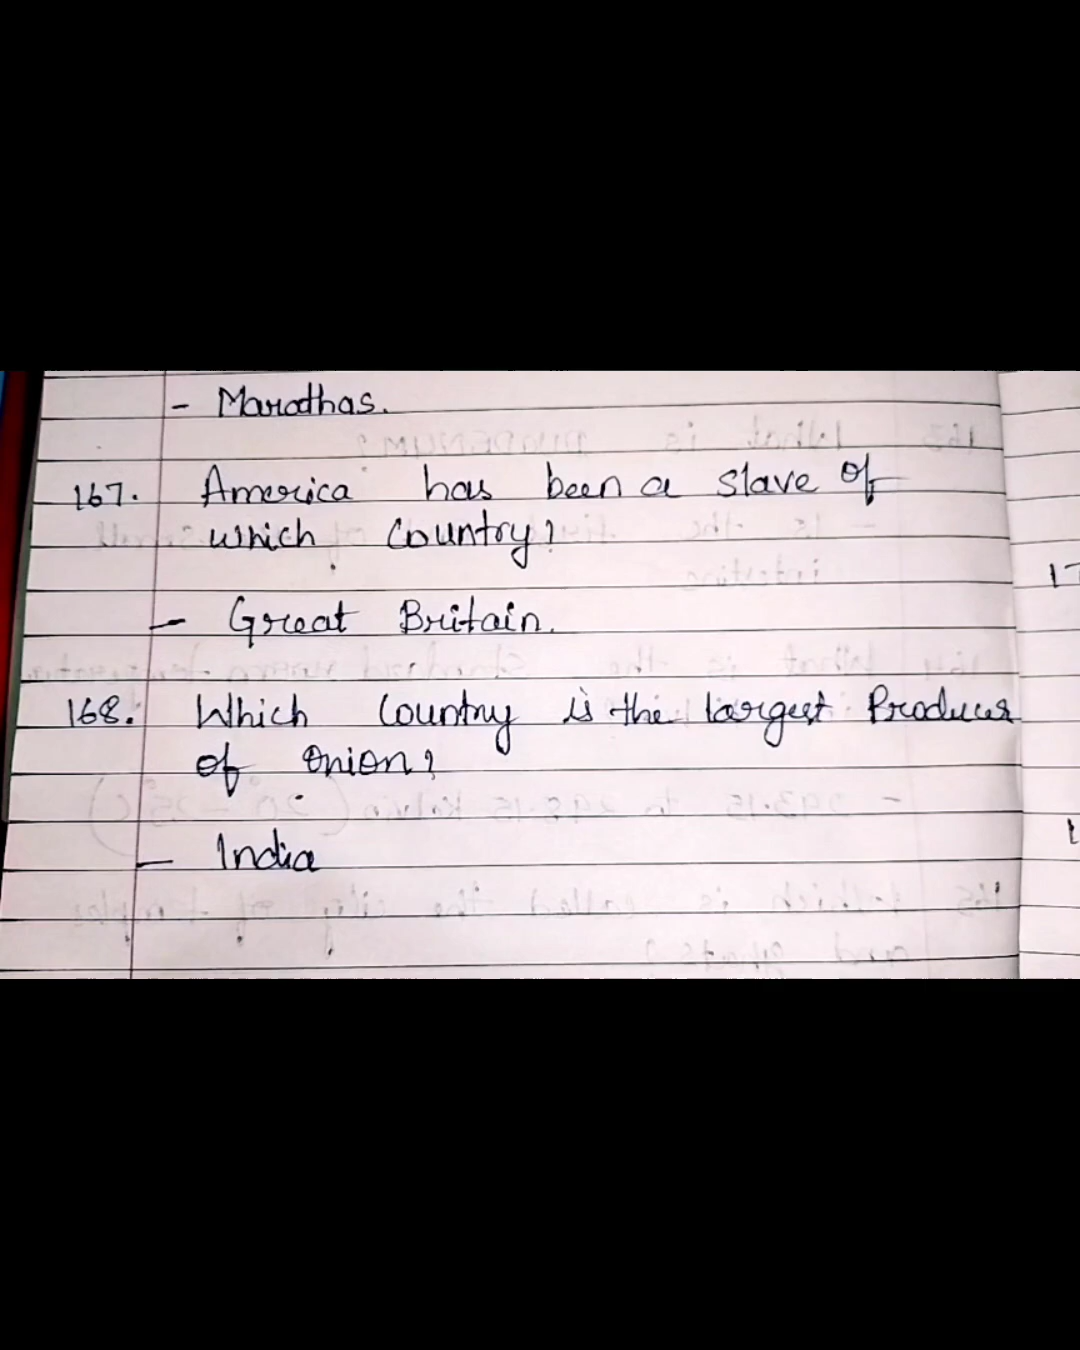 - Marathas.
167. America has been a slave of
which Country?
- Great Britain.
168. Which Country is the largest Producer
of Onion?
- India